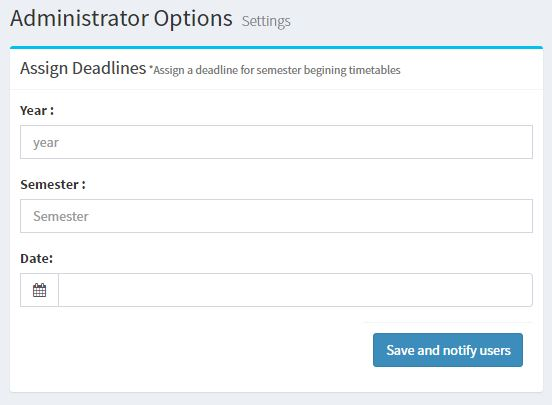 Administrator Options Settings
Assign Deadlines *Assign a deadline for semester begining timetables
Year :
year
Semester :
Semester
Date:
Save and notify users